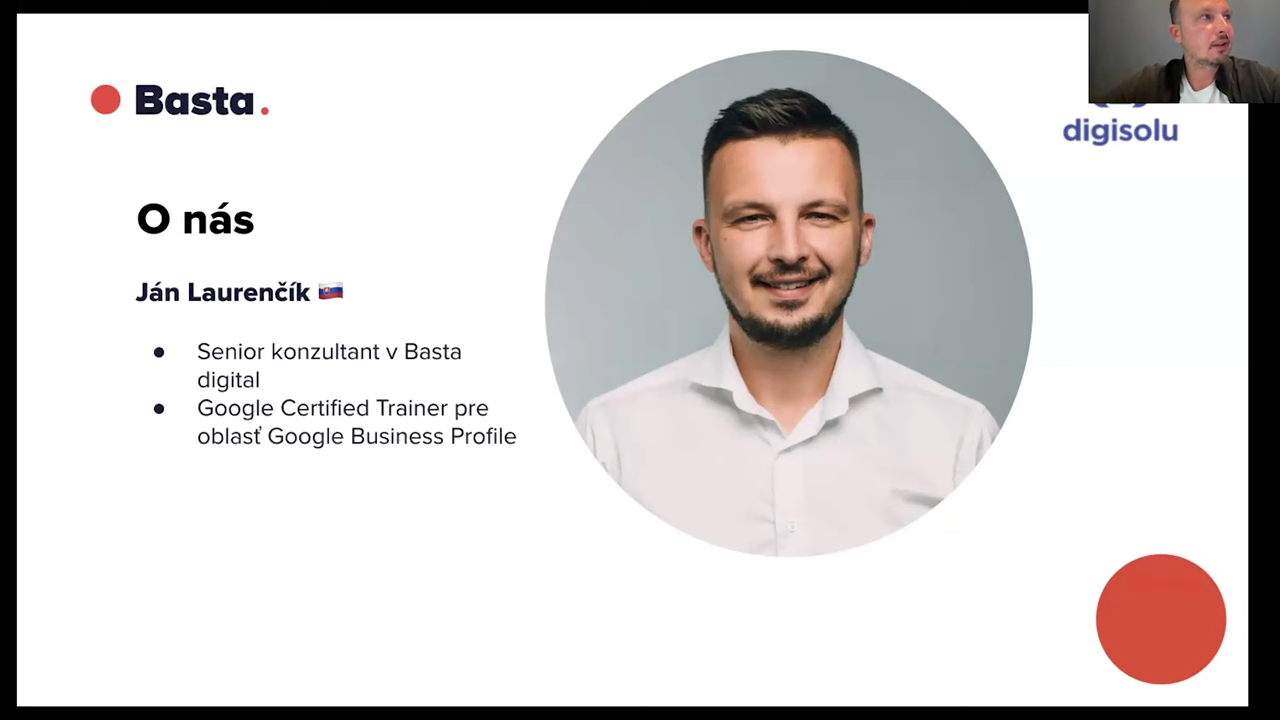 Basta.
digisolu
O nás
Ján Laurenčík 🇸🇰
● Senior konzultant v Basta
digital
● Google Certified Trainer pre
oblasť Google Business Profile